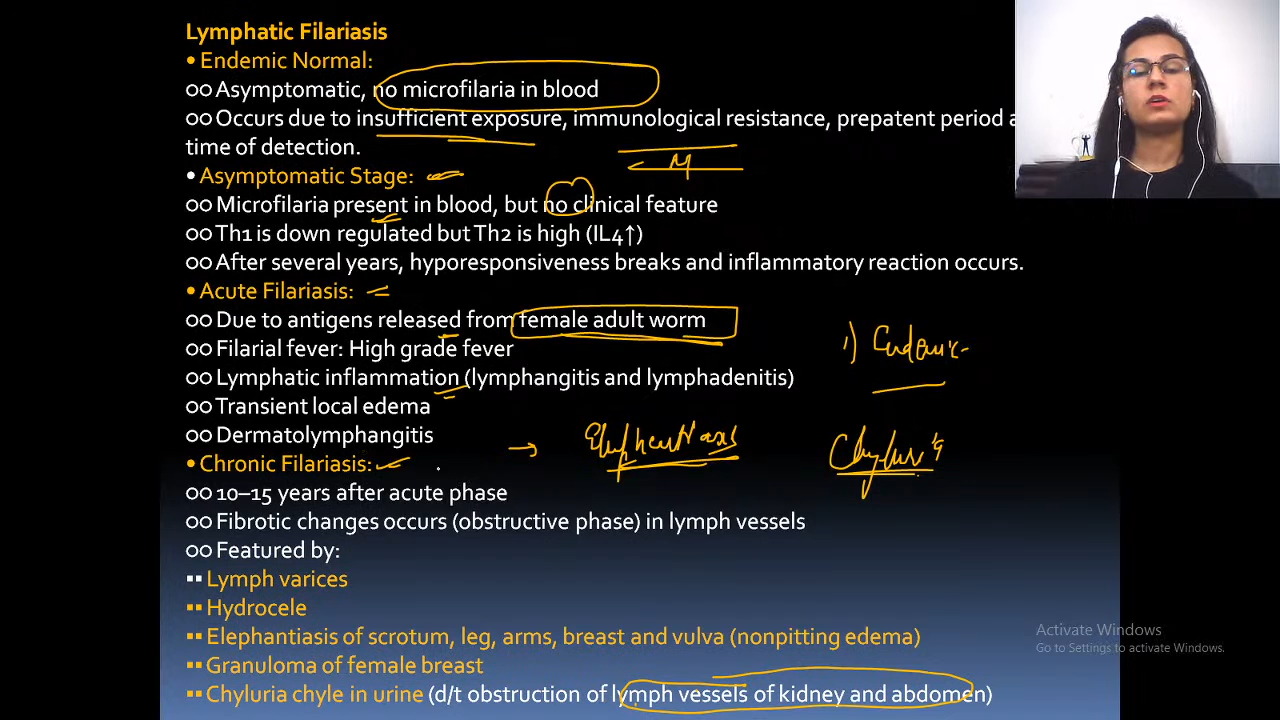 Lymphatic Filariasis
• Endemic Normal:
○○ Asymptomatic, no microfilaria in blood
○○ Occurs due to insufficient exposure, immunological resistance, prepatent period a
time of detection.
M
• Asymptomatic Stage:
○○ Microfilaria present in blood, but no clinical feature
○○ Th1 is down regulated but Th2 is high (IL4↑)
○○ After several years, hyporesponsiveness breaks and inflammatory reaction occurs.
• Acute Filariasis:
○○ Due to antigens released from female adult worm
○○ Filarial fever: High grade fever
1) Endemic
○○ Lymphatic inflammation (lymphangitis and lymphadenitis)
○○ Transient local edema
○○ Dermatolymphangitis
→ Elephantiasis
• Chronic Filariasis:
○○ 10–15 years after acute phase
○○ Fibrotic changes occurs (obstructive phase) in lymph vessels
○○ Featured by:
▪▪ Lymph varices
▪▪ Hydrocele
▪▪ Elephantiasis of scrotum, leg, arms, breast and vulva (nonpitting edema)
▪▪ Granuloma of female breast
▪▪ Chyluria chyle in urine (d/t obstruction of lymph vessels of kidney and abdomen)
Activate Windows
Go to Settings to activate Windows.